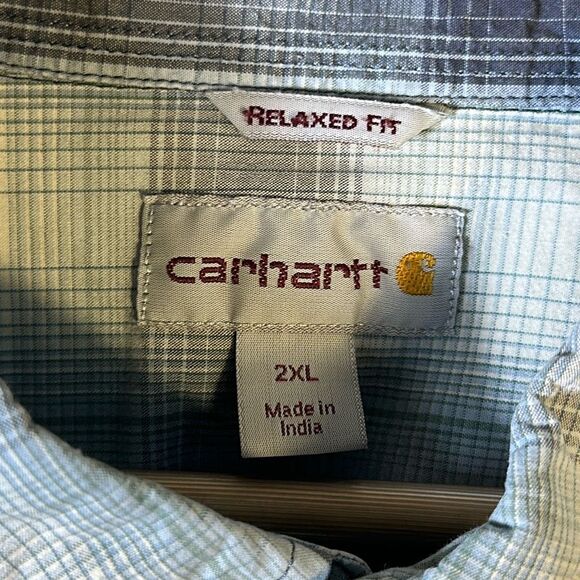 RELAXED FIT
carhartt
2XL
Made in
India